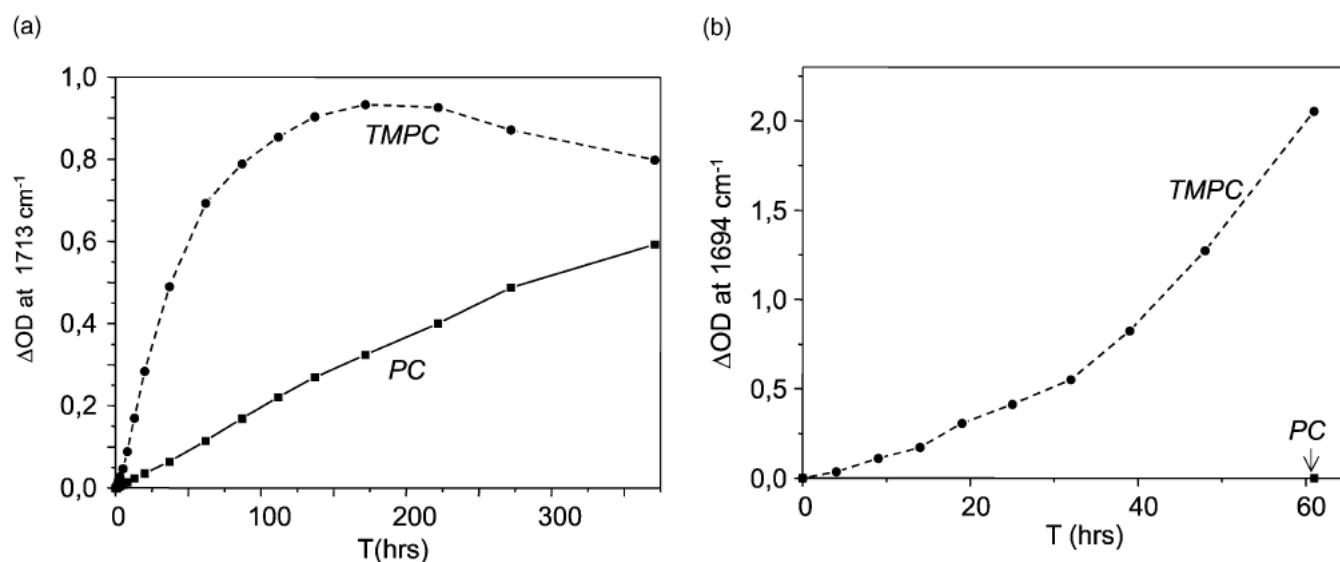 (a)
1,0
0,8
0,6
0,4
0,2
0,0
ΔOD at 1713 cm⁻¹
TMPC
PC
0
100
200
300
T(hrs)
(b)
2,0
1,5
1,0
0,5
0,0
ΔOD at 1694 cm⁻¹
TMPC
PC
0
20
40
60
T (hrs)